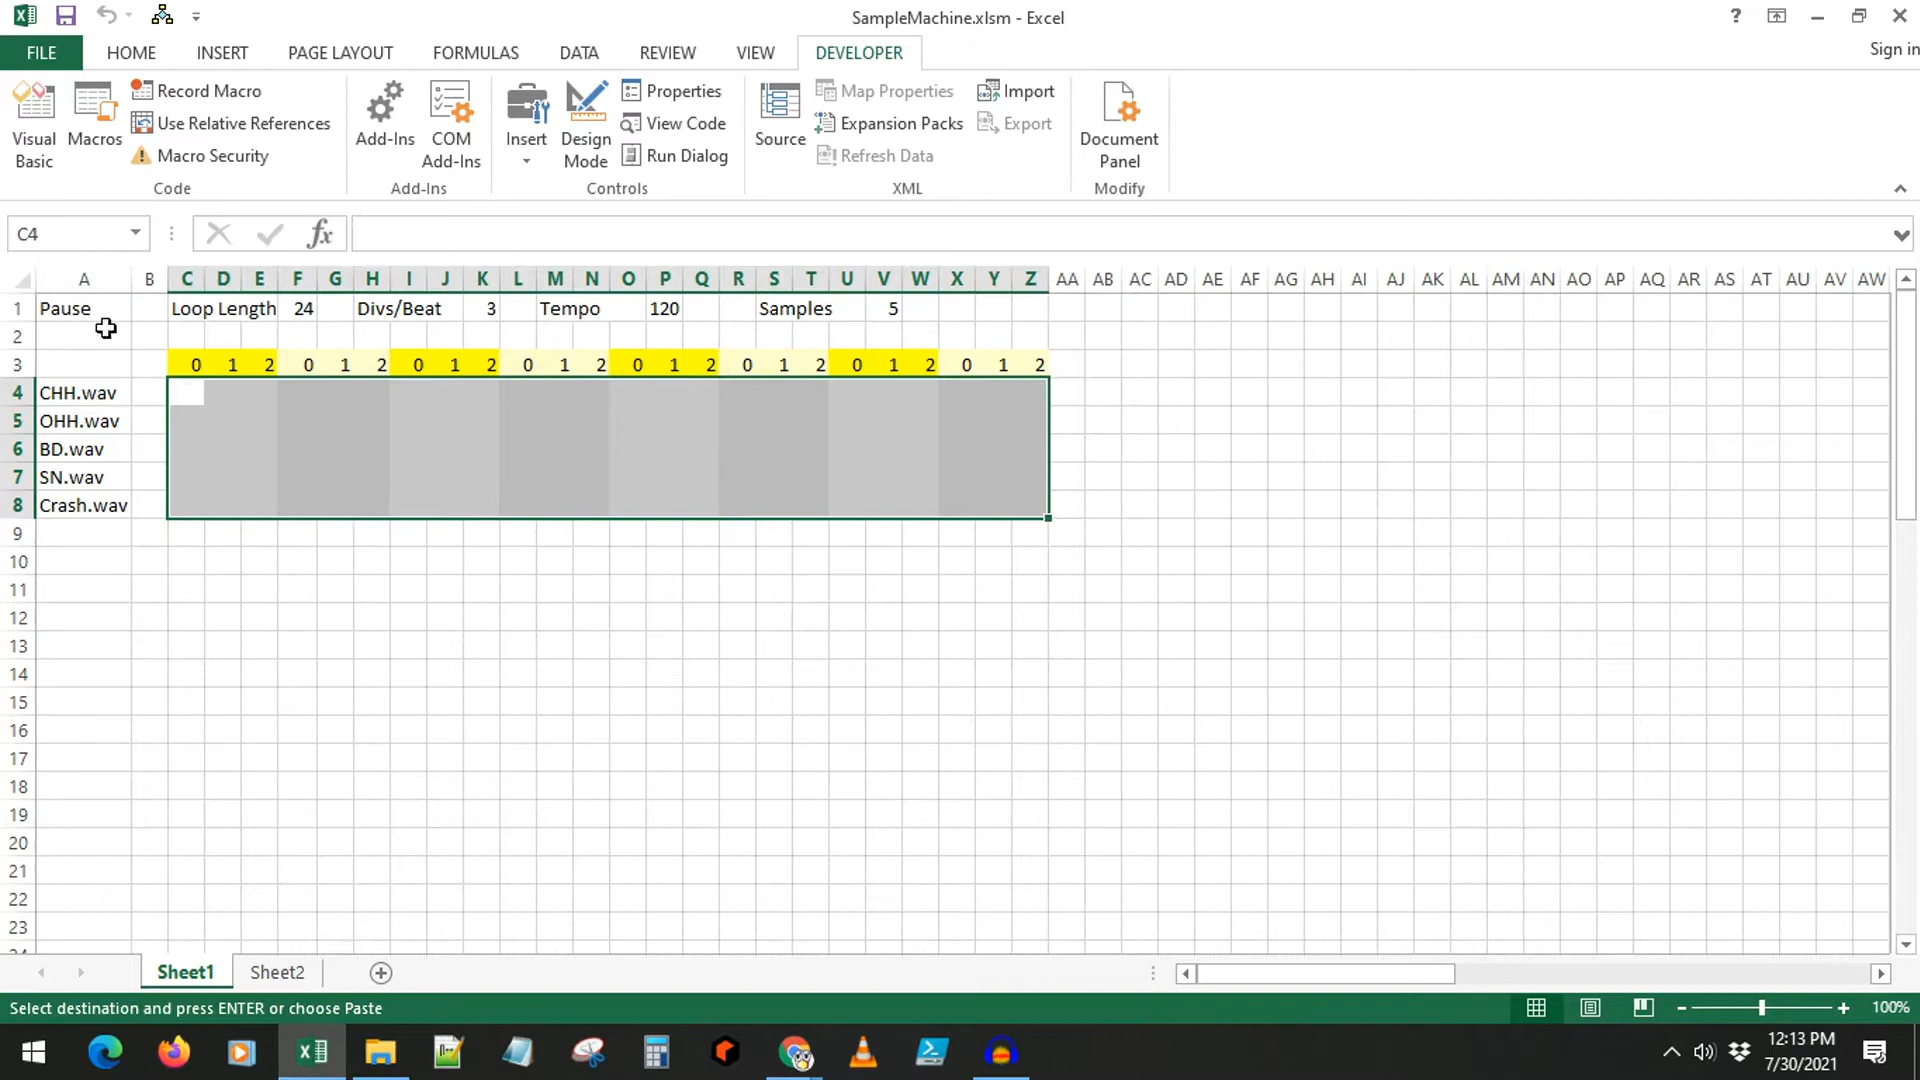 SampleMachine.xlsm - Excel
?
FILE HOME INSERT PAGE LAYOUT FORMULAS DATA REVIEW VIEW DEVELOPER
Sign in
Visual Basic
Macros
Record Macro
Use Relative References
Macro Security
Code
Add-Ins
COM Add-Ins
Add-Ins
Insert
Design Mode
Properties
View Code
Run Dialog
Controls
Source
Map Properties
Expansion Packs
Refresh Data
Import
Export
XML
Document Panel
Modify
C4
fx
A B C D E F G H I J K L M N O P Q R S T U V W X Y Z AA AB AC AD AE AF AG AH AI AJ AK AL AM AN AO AP AQ AR AS AT AU AV AW
1 Pause Loop Length 24 Divs/Beat 3 Tempo 120 Samples 5
2
3 0 1 2 0 1 2 0 1 2 0 1 2 0 1 2 0 1 2 0 1 2 0 1 2
4 CHH.wav
5 OHH.wav
6 BD.wav
7 SN.wav
8 Crash.wav
9
10
11
12
13
14
15
16
17
18
19
20
21
22
23
Sheet1 Sheet2
Select destination and press ENTER or choose Paste
100%
12:13 PM
7/30/2021